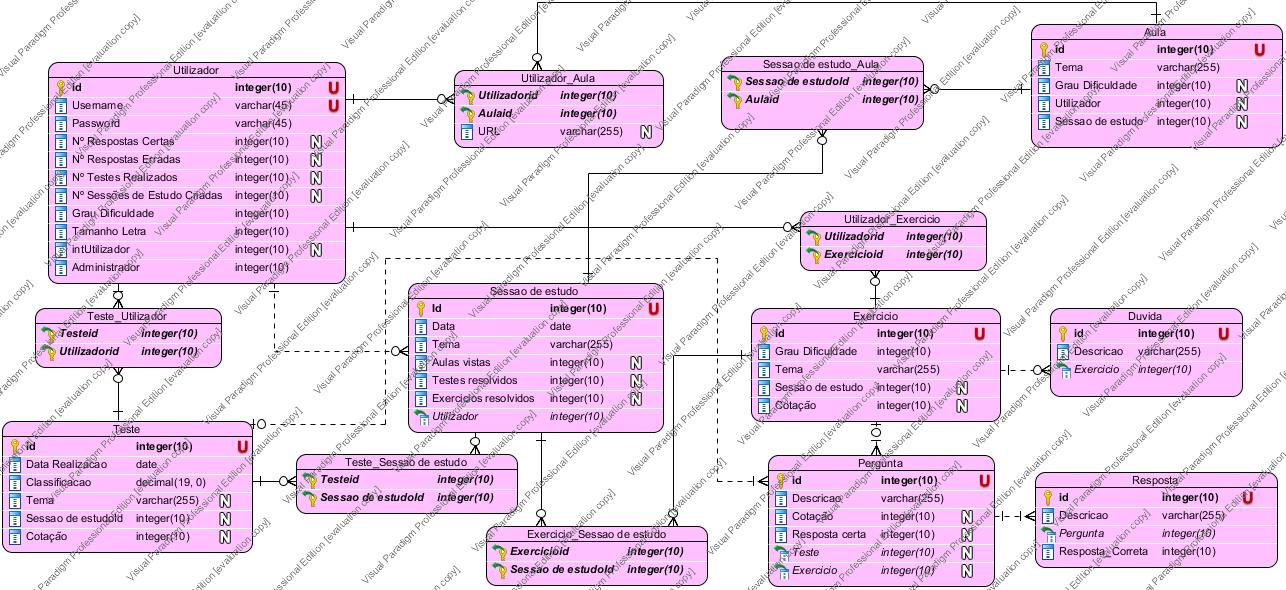 Utilizador
id integer(10) U
Username varchar(45) U
Password varchar(45)
Nº Respostas Certas integer(10) N
Nº Respostas Erradas integer(10) N
Nº Testes Realizados integer(10) N
Nº Sessões de Estudo Criadas integer(10) N
Grau Dificuldade integer(10)
Tamanho Letra integer(10)
intUtilizador integer(10) N
Administrador integer(10)
Utilizador_Aula
Utilizadorid integer(10)
Aulaid integer(10)
URL varchar(255) N
Sessao de estudo_Aula
Sessao de estudoId integer(10)
Aulaid integer(10)
Aula
id integer(10) U
Tema varchar(255)
Grau Dificuldade integer(10) N
Utilizador integer(10) N
Sessao de estudo integer(10) N
Utilizador_Exercicio
Utilizadorid integer(10)
Exercicioid integer(10)
Teste_Utilizador
Testeid integer(10)
Utilizadorid integer(10)
Sessao de estudo
Id integer(10) U
Data date
Tema varchar(255)
Aulas vistas integer(10) N
Testes resolvidos integer(10) N
Exercicios resolvidos integer(10) N
Utilizador integer(10)
Exercicio
id integer(10) U
Grau Dificuldade integer(10)
Tema varchar(255)
Sessao de estudo integer(10) N
Cotação integer(10) N
Duvida
id integer(10) U
Descricao varchar(255)
Exercicio integer(10)
Teste
id integer(10) U
Data Realizacao date
Classificacao decimal(19, 0)
Tema varchar(255) N
Sessao de estudoId integer(10) N
Cotação integer(10) N
Teste_Sessao de estudo
Testeid integer(10)
Sessao de estudoId integer(10)
Exercicio_Sessao de estudo
Exercicioid integer(10)
Sessao de estudoId integer(10)
Pergunta
id integer(10) U
Descricao varchar(255)
Cotação integer(10) N
Resposta certa integer(10) N
Teste integer(10) N
Exercicio integer(10) N
Resposta
id integer(10) U
Descricao varchar(255)
Pergunta integer(10)
Resposta_Correta integer(10)
Visual Paradigm Professional Edition [evaluation copy]